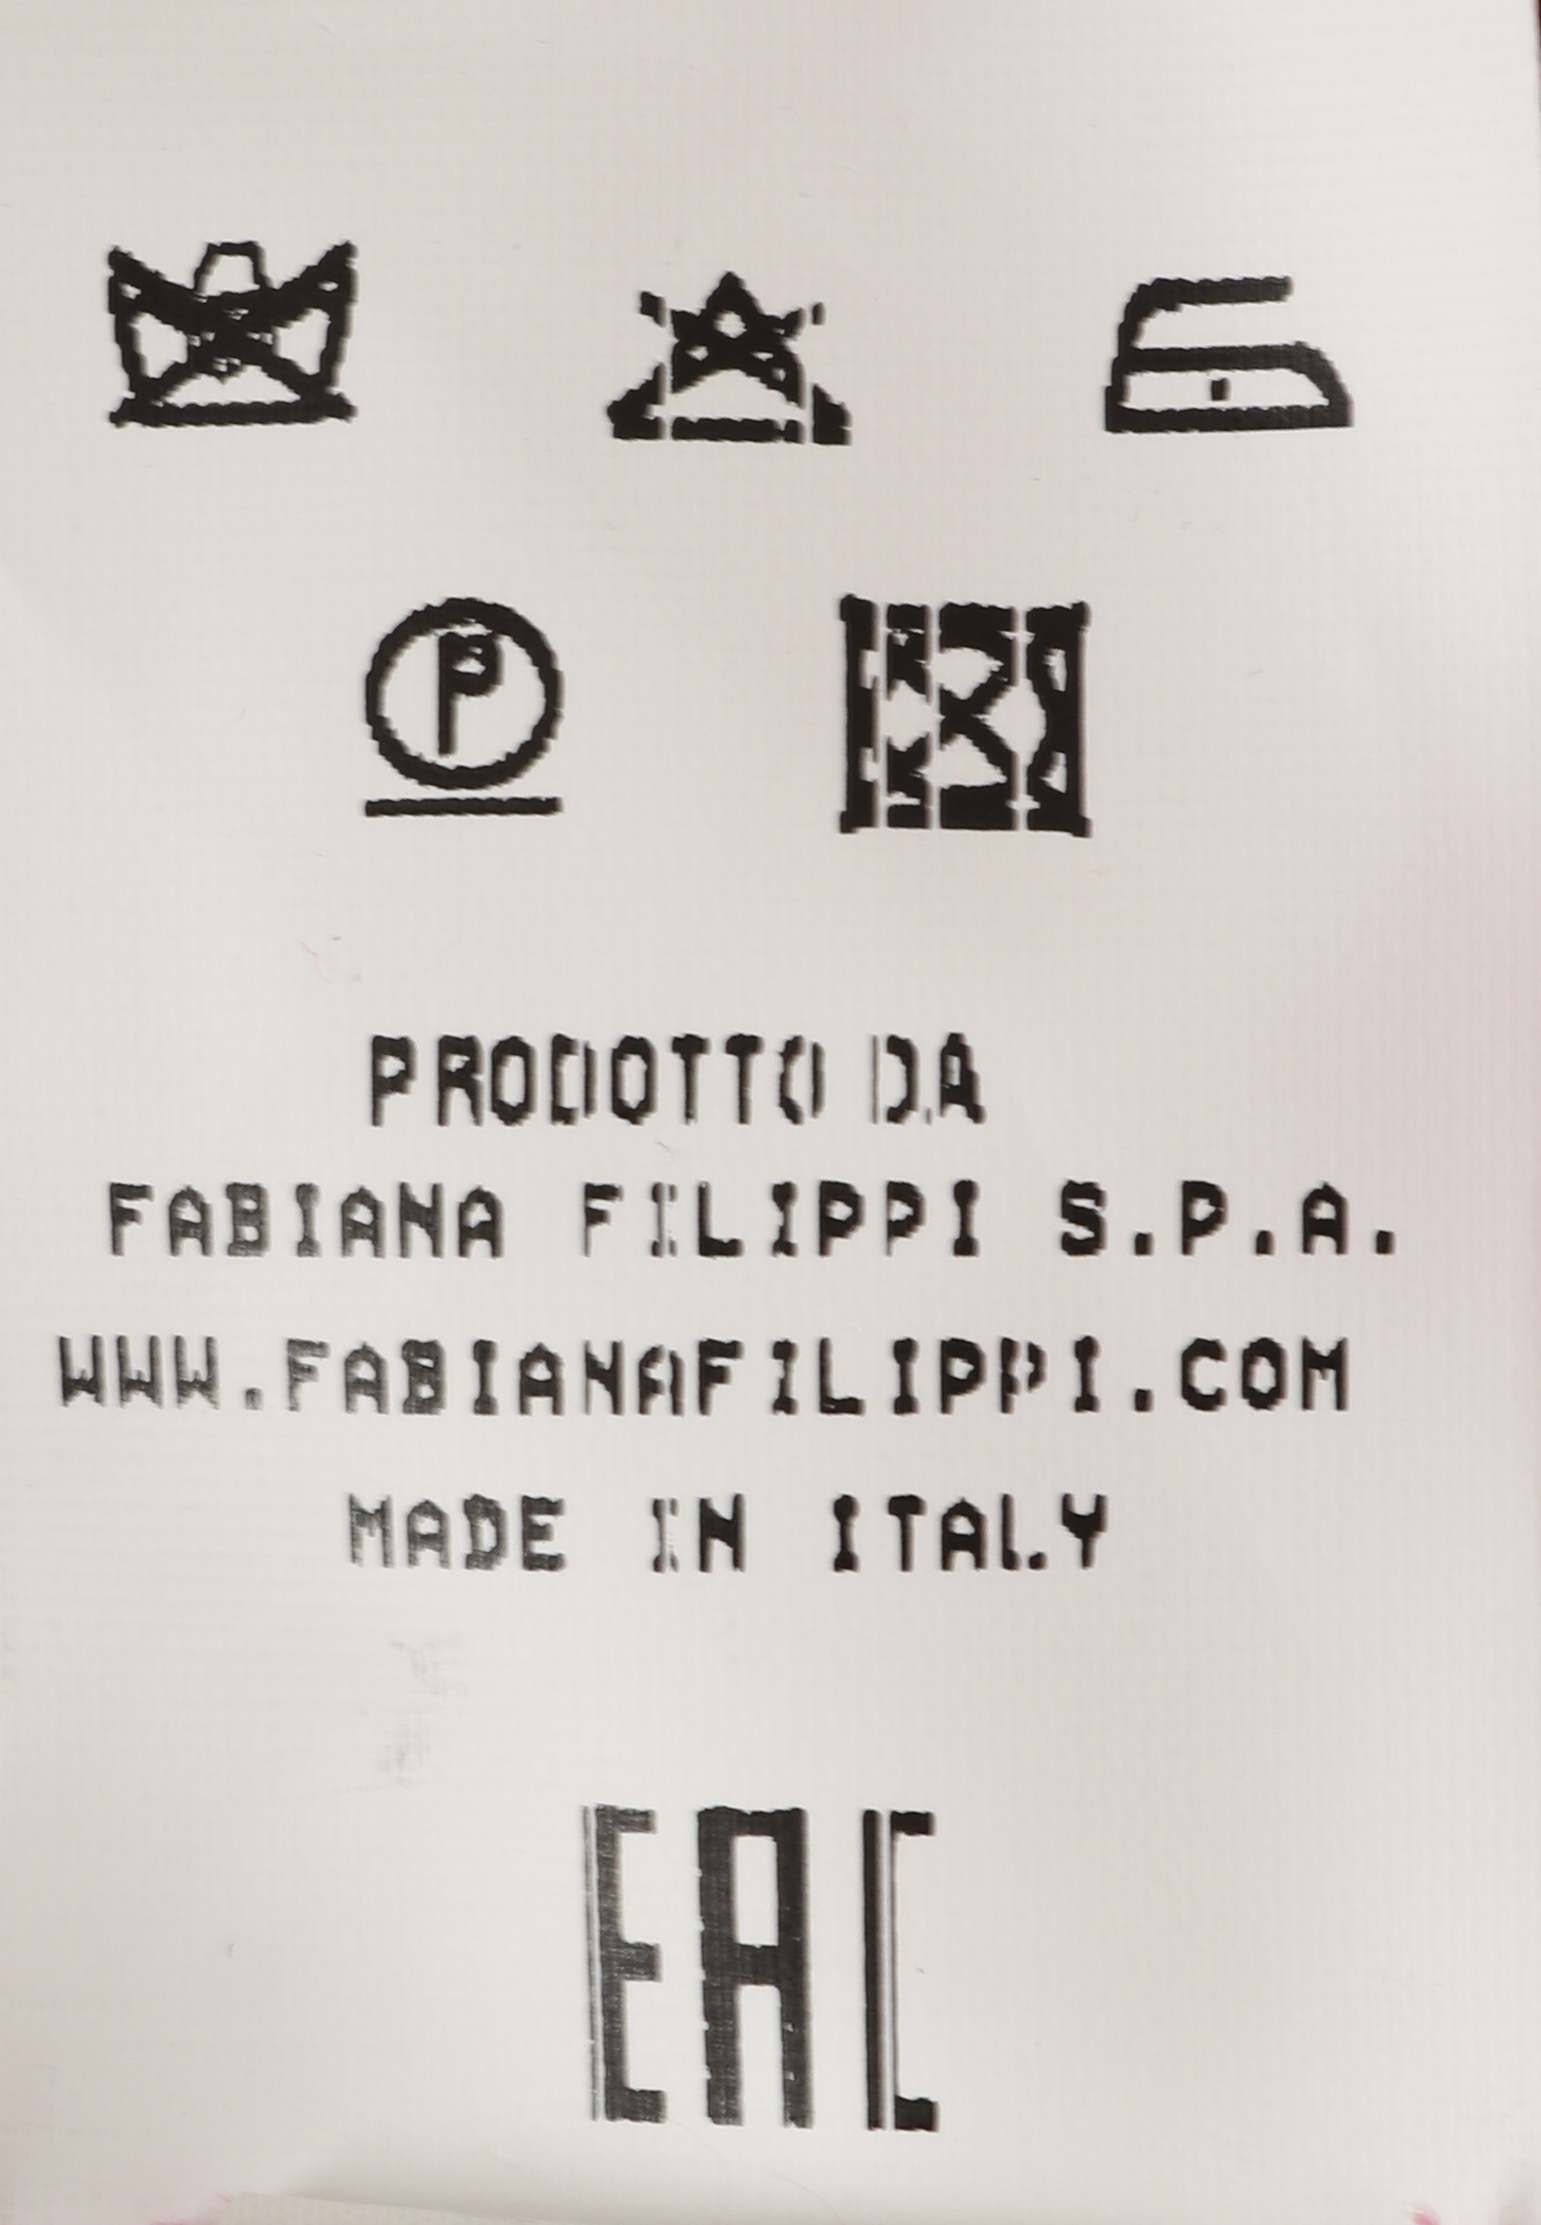 P
PRODOTTO DA
FABIANA FILIPPI S.P.A.
WWW.FABIANAFILIPPI.COM
MADE IN ITALY
EAC